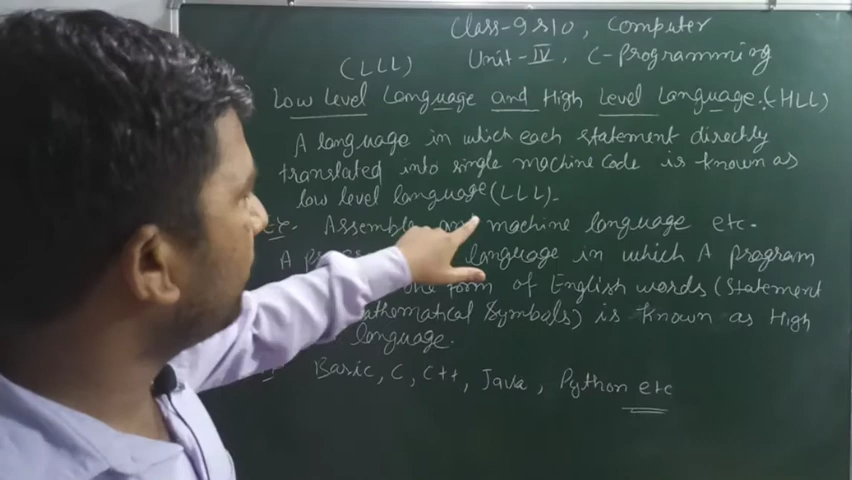 Class-9 & 10, Computer
Unit-IV, C-Programming
(LLL)
Low Level Language and High Level Language.(HLL)
A language in which each statement directly
translated into single machine code is known as
low level language(LLL).
Ex. Assemble and machine language etc.
A language in which A program
form of English words (Statement
Symbols) is known as High
language.
Basic, C, C++, Java, Python etc